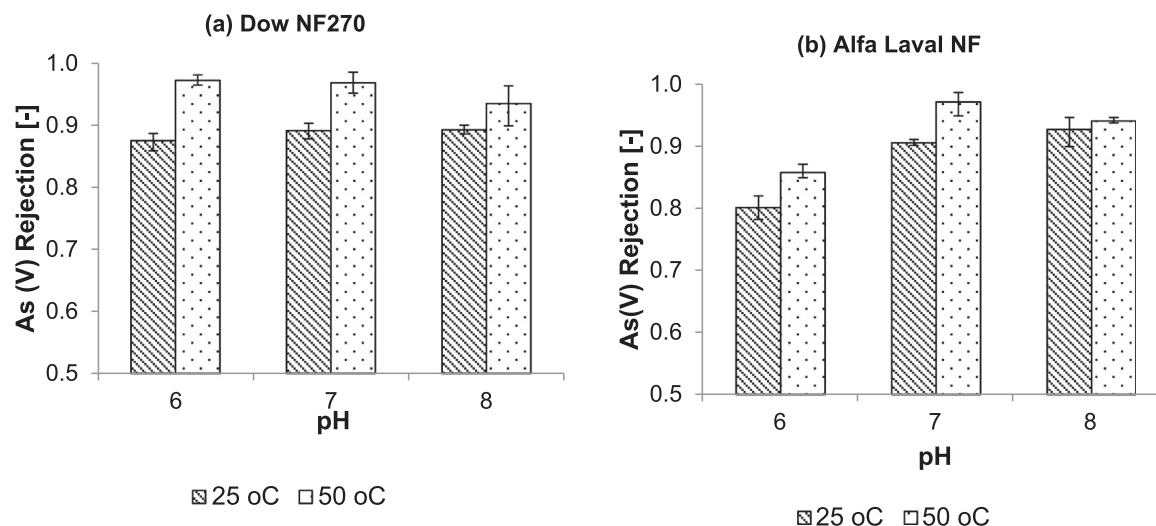 (a) Dow NF270
As (V) Rejection [-]
1.0
0.9
0.8
0.7
0.6
0.5
6
7
8
pH
25 oC
50 oC
(b) Alfa Laval NF
As(V) Rejection [-]
1.0
0.9
0.8
0.7
0.6
0.5
6
7
8
pH
25 oC
50 oC